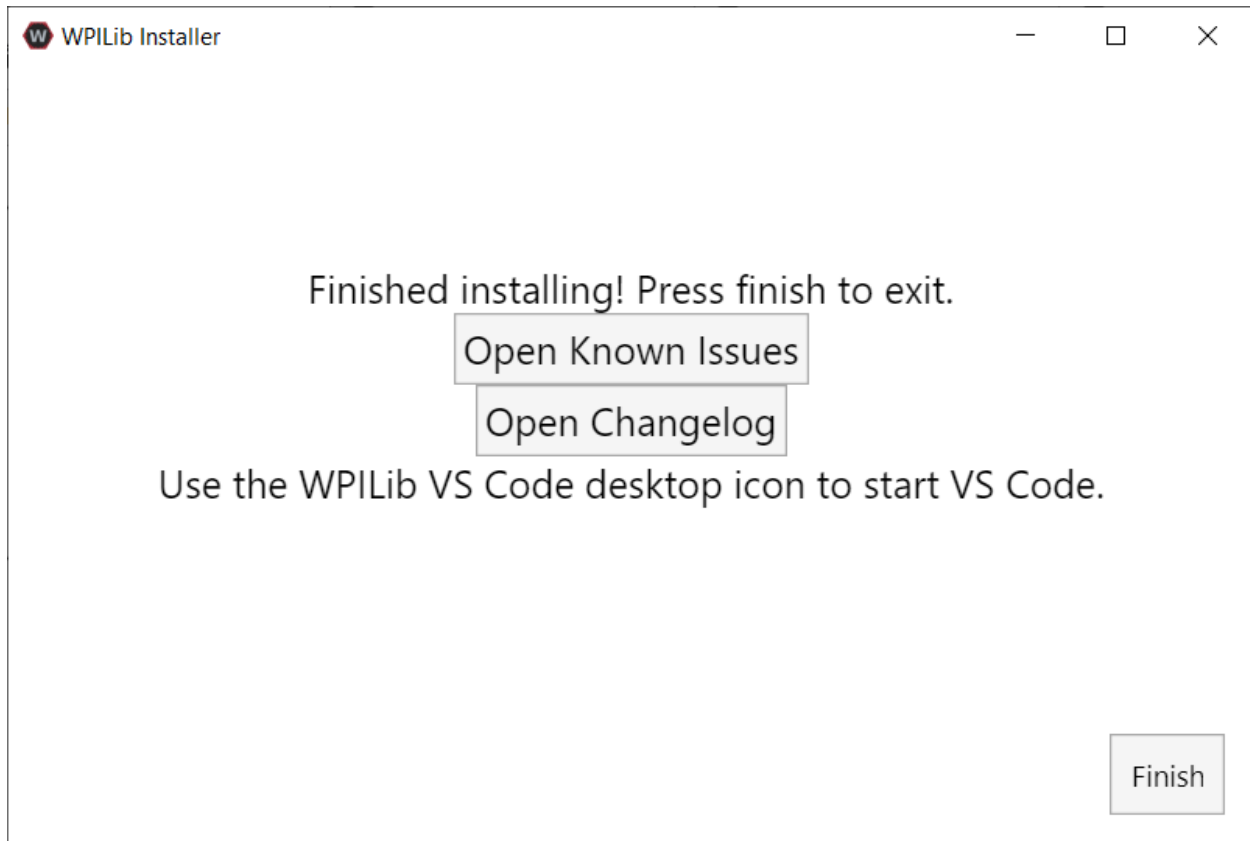 W WPILib Installer
Finished installing! Press finish to exit.
Open Known Issues
Open Changelog
Use the WPILib VS Code desktop icon to start VS Code.
Finish